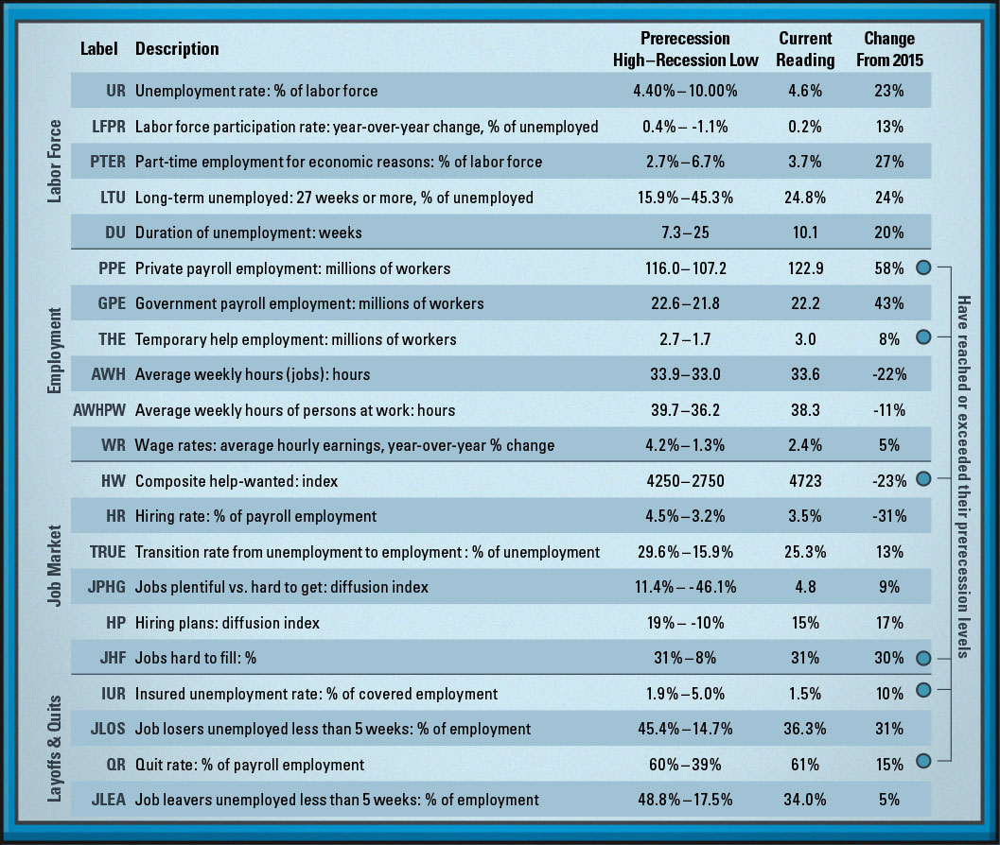 Label Description Prerecession High–Recession Low Current Reading Change From 2015
Labor Force
UR Unemployment rate: % of labor force 4.40%–10.00% 4.6% 23%
LFPR Labor force participation rate: year-over-year change, % of unemployed 0.4%– -1.1% 0.2% 13%
PTER Part-time employment for economic reasons: % of labor force 2.7%–6.7% 3.7% 27%
LTU Long-term unemployed: 27 weeks or more, % of unemployed 15.9%–45.3% 24.8% 24%
DU Duration of unemployment: weeks 7.3–25 10.1 20%
Employment
PPE Private payroll employment: millions of workers 116.0–107.2 122.9 58%
GPE Government payroll employment: millions of workers 22.6–21.8 22.2 43%
THE Temporary help employment: millions of workers 2.7–1.7 3.0 8%
AWH Average weekly hours (jobs): hours 33.9–33.0 33.6 -22%
AWHPW Average weekly hours of persons at work: hours 39.7–36.2 38.3 -11%
WR Wage rates: average hourly earnings, year-over-year % change 4.2%–1.3% 2.4% 5%
Job Market
HW Composite help-wanted: index 4250–2750 4723 -23%
HR Hiring rate: % of payroll employment 4.5%–3.2% 3.5% -31%
TRUE Transition rate from unemployment to employment : % of unemployment 29.6%–15.9% 25.3% 13%
JPHG Jobs plentiful vs. hard to get: diffusion index 11.4%– -46.1% 4.8 9%
HP Hiring plans: diffusion index 19%– -10% 15% 17%
JHF Jobs hard to fill: % 31%–8% 31% 30%
Layoffs & Quits
IUR Insured unemployment rate: % of covered employment 1.9%–5.0% 1.5% 10%
JLOS Job losers unemployed less than 5 weeks: % of employment 45.4%–14.7% 36.3% 31%
QR Quit rate: % of payroll employment 60%–39% 61% 15%
JLEA Job leavers unemployed less than 5 weeks: % of employment 48.8%–17.5% 34.0% 5%
Have reached or exceeded their prerecession levels